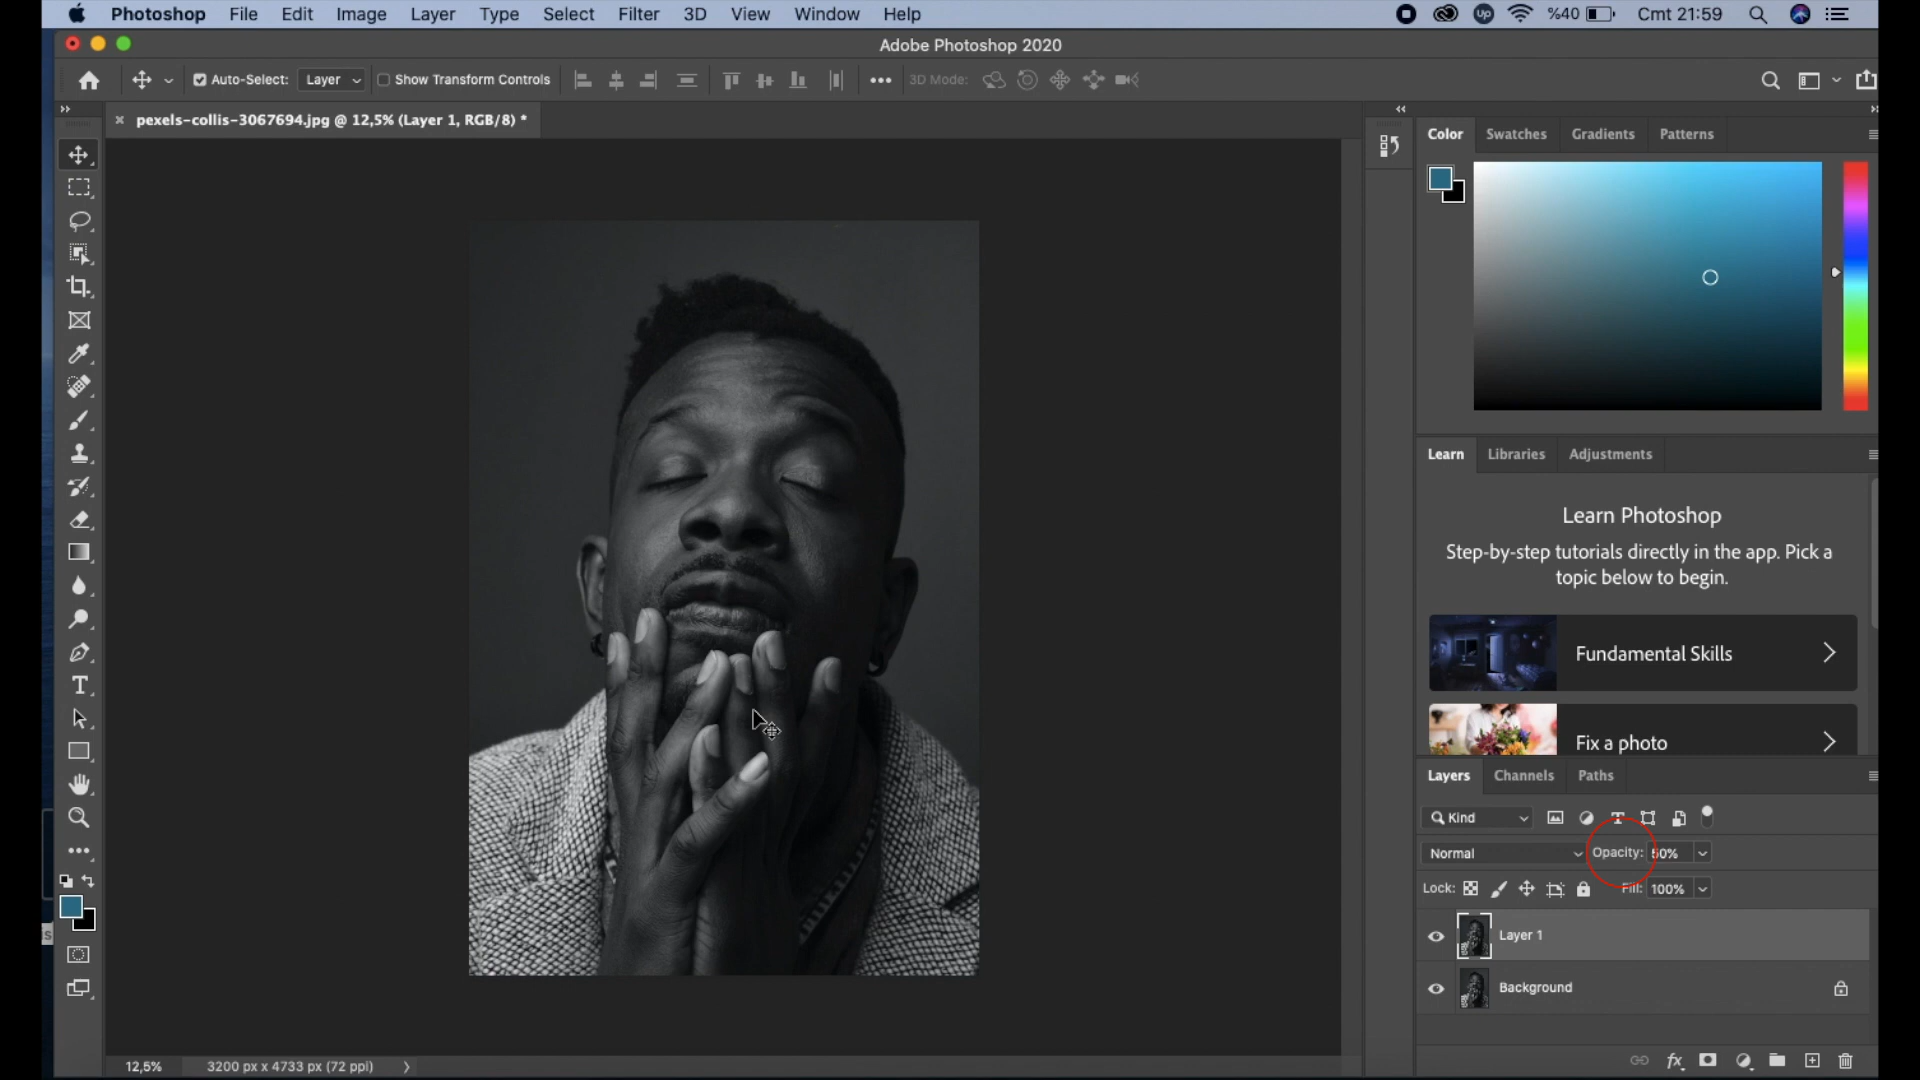 Photoshop File Edit Image Layer Type Select Filter 3D View Window Help %40 Cmt 21:59
Adobe Photoshop 2020
Auto-Select: Layer Show Transform Controls 3D Mode:
pexels-collis-3067694.jpg @ 12,5% (Layer 1, RGB/8) *
Color Swatches Gradients Patterns
Learn Libraries Adjustments
Learn Photoshop
Step-by-step tutorials directly in the app. Pick a
topic below to begin.
Fundamental Skills
Fix a photo
Layers Channels Paths
Kind
Normal Opacity: 50%
Lock: Fill: 100%
Layer 1
Background
12,5% 3200 px x 4733 px (72 ppi)